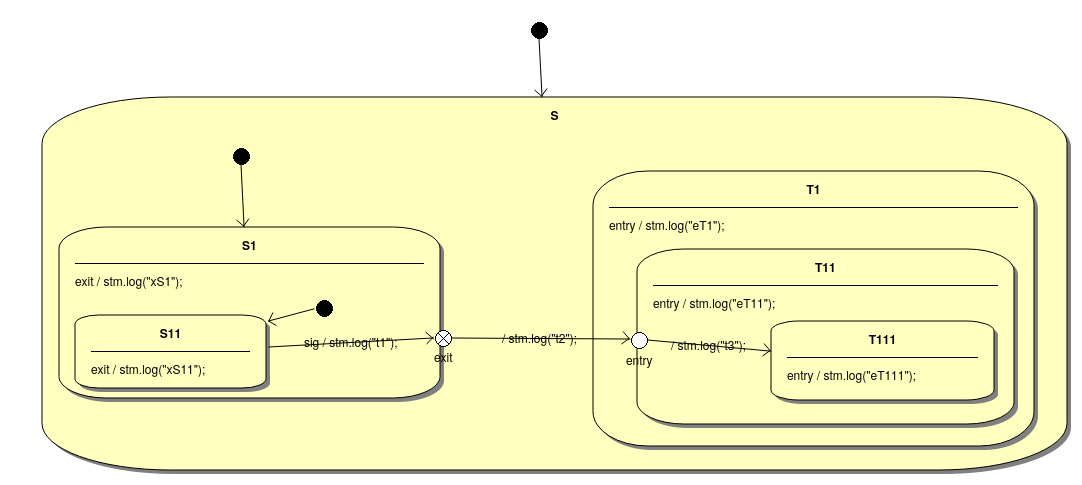 S
S1
exit / stm.log("xS1");
S11
exit / stm.log("xS11");
sig / stm.log("t1");
exit
/ stm.log("t2");
T1
entry / stm.log("eT1");
T11
entry / stm.log("eT11");
entry
/ stm.log("t3");
T111
entry / stm.log("eT111");